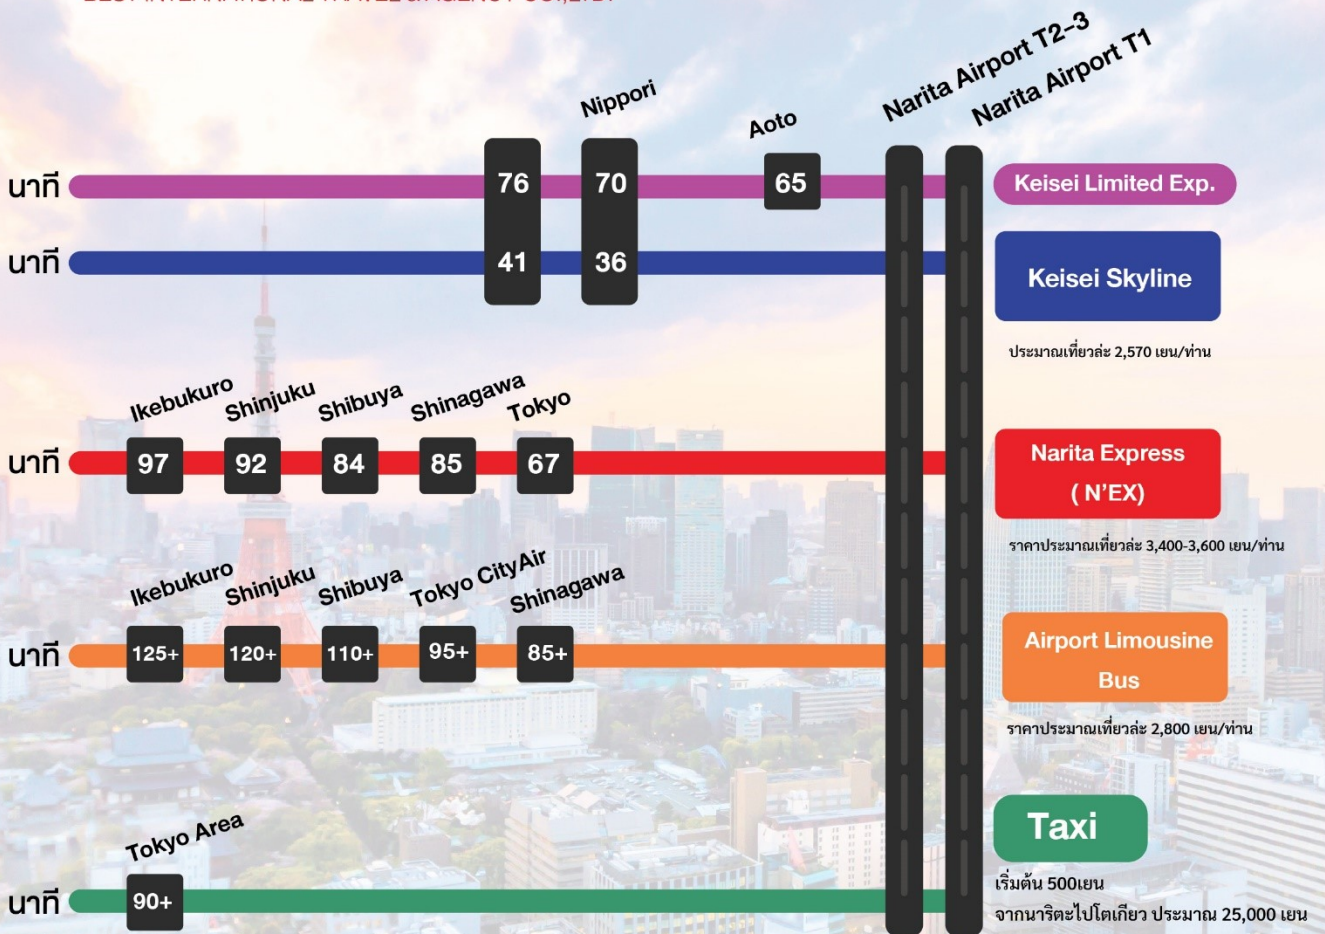 Narita Airport T2-3
Narita Airport T1
Nippori
Aoto
นาที
76
70
65
Keisei Limited Exp.
นาที
41
36
Keisei Skyline
ประมาณเที่ยวล่ะ 2,570 เยน/ท่าน
Ikebukuro
Shinjuku
Shibuya
Shinagawa
Tokyo
นาที
97
92
84
85
67
Narita Express
( N'EX)
ราคาประมาณเที่ยวล่ะ 3,400-3,600 เยน/ท่าน
Ikebukuro
Shinjuku
Shibuya
Tokyo CityAir
Shinagawa
นาที
125+
120+
110+
95+
85+
Airport Limousine
Bus
ราคาประมาณเที่ยวล่ะ 2,800 เยน/ท่าน
Tokyo Area
นาที
90+
Taxi
เริ่มต้น 500เยน
จากนาริตะไปโตเกียว ประมาณ 25,000 เยน